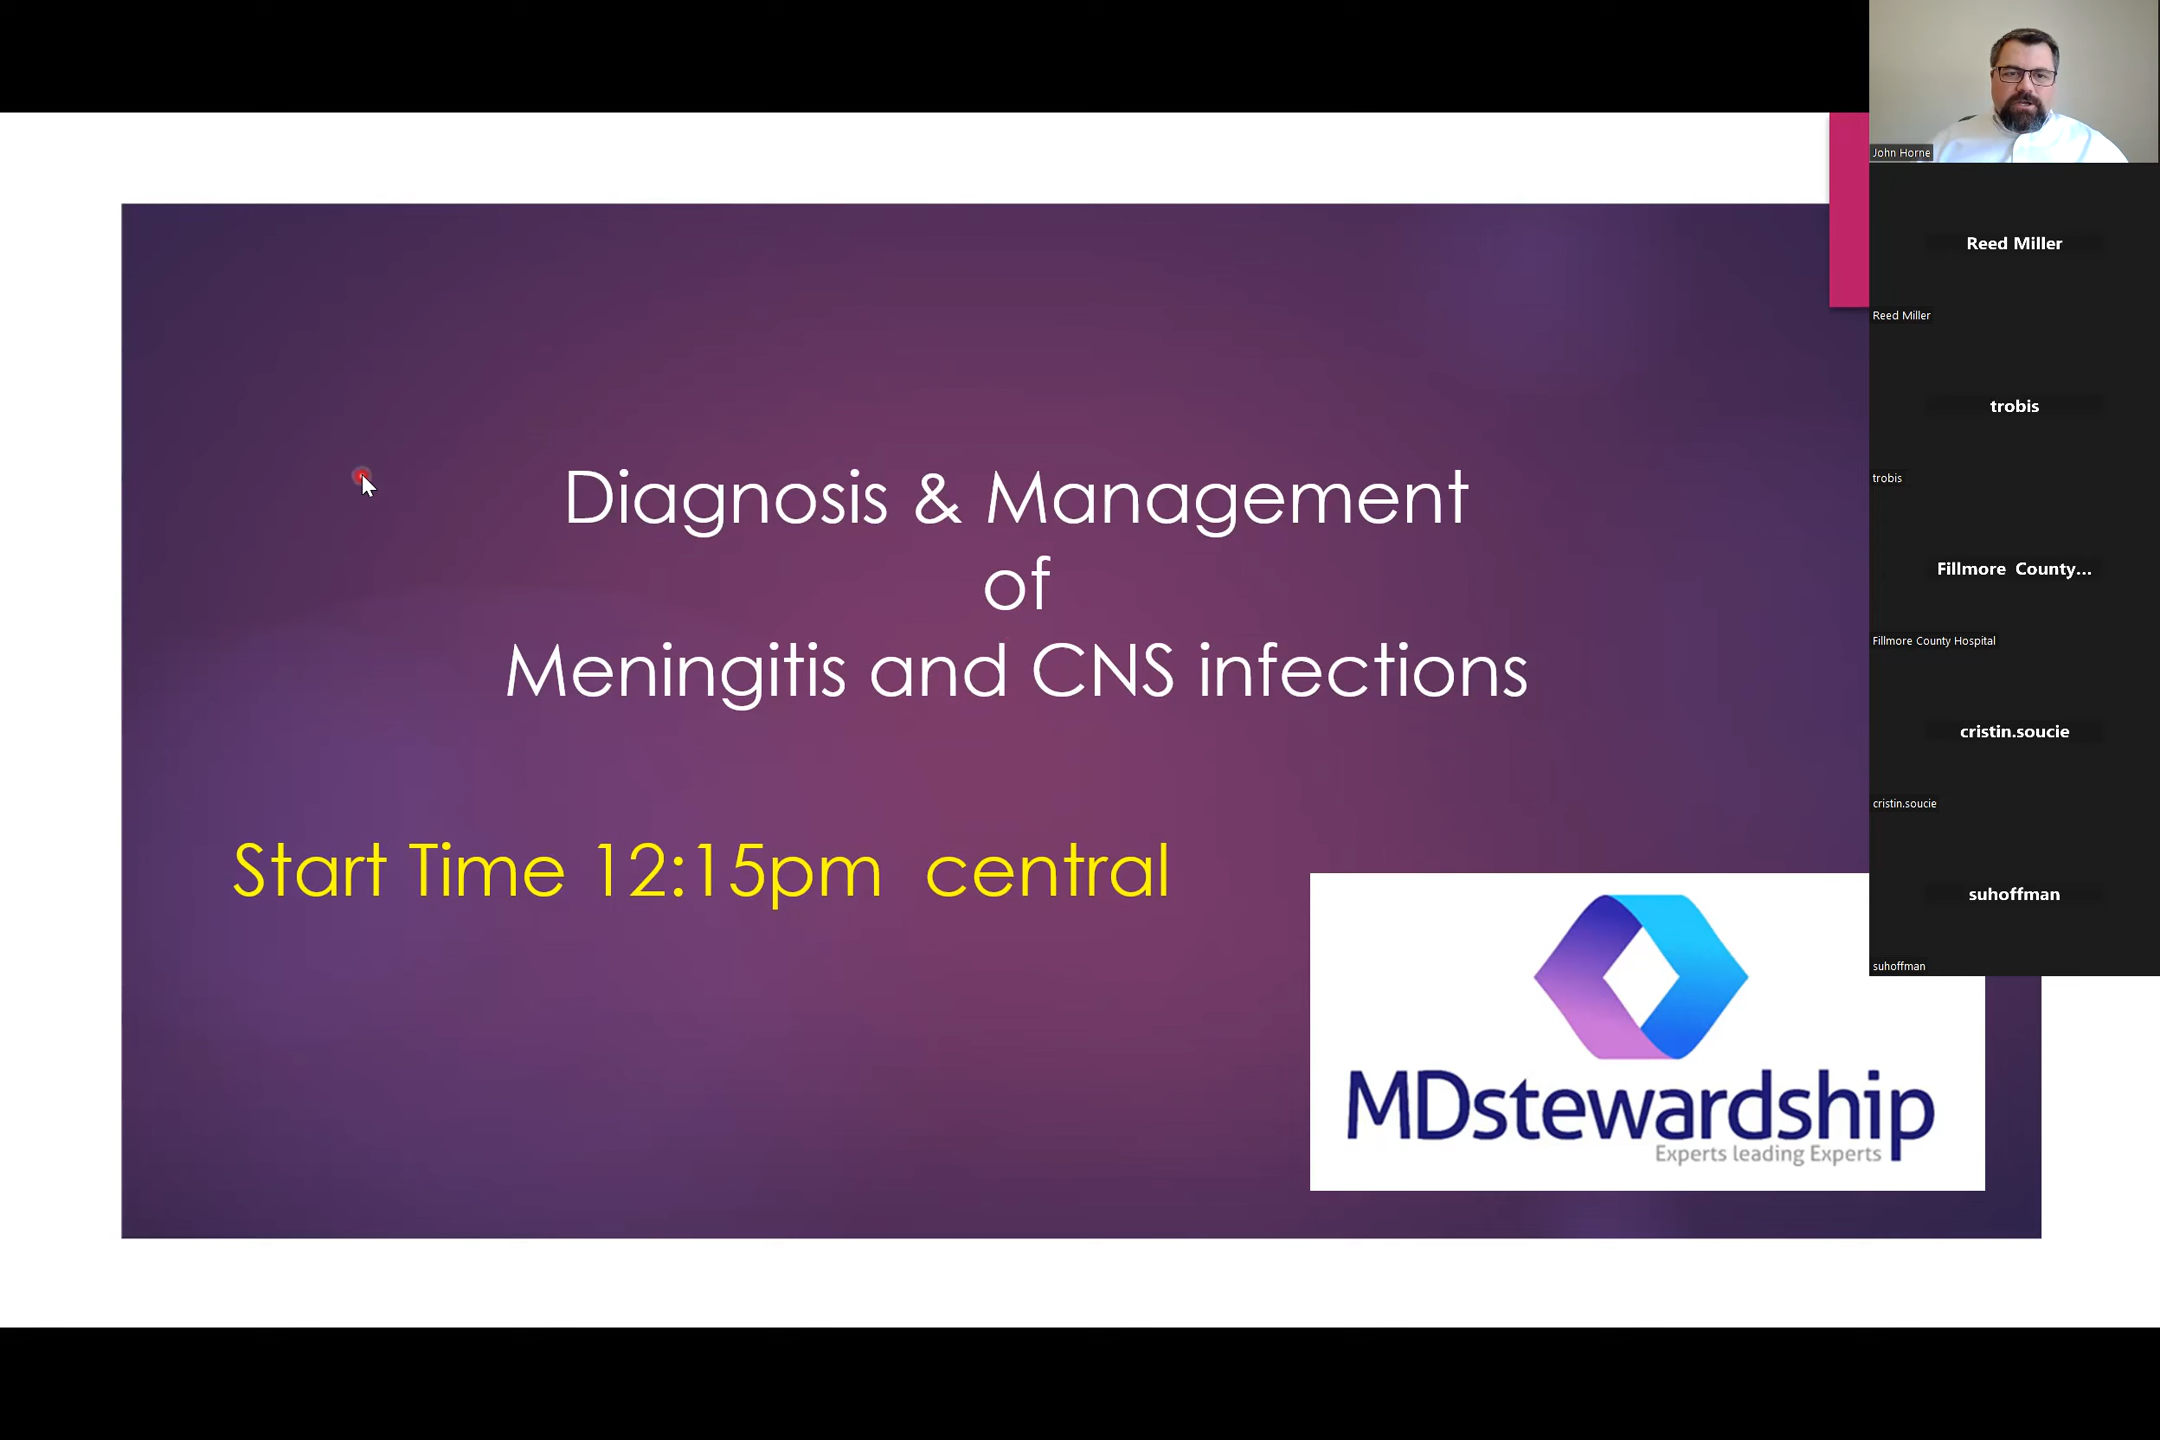 Diagnosis & Management
of
Meningitis and CNS infections
Start Time 12:15pm  central
MDstewardship
Experts leading Experts
John Horne
Reed Miller
Reed Miller
trobis
trobis
Fillmore  County...
Fillmore County Hospital
cristin.soucie
cristin.soucie
suhoffman
suhoffman